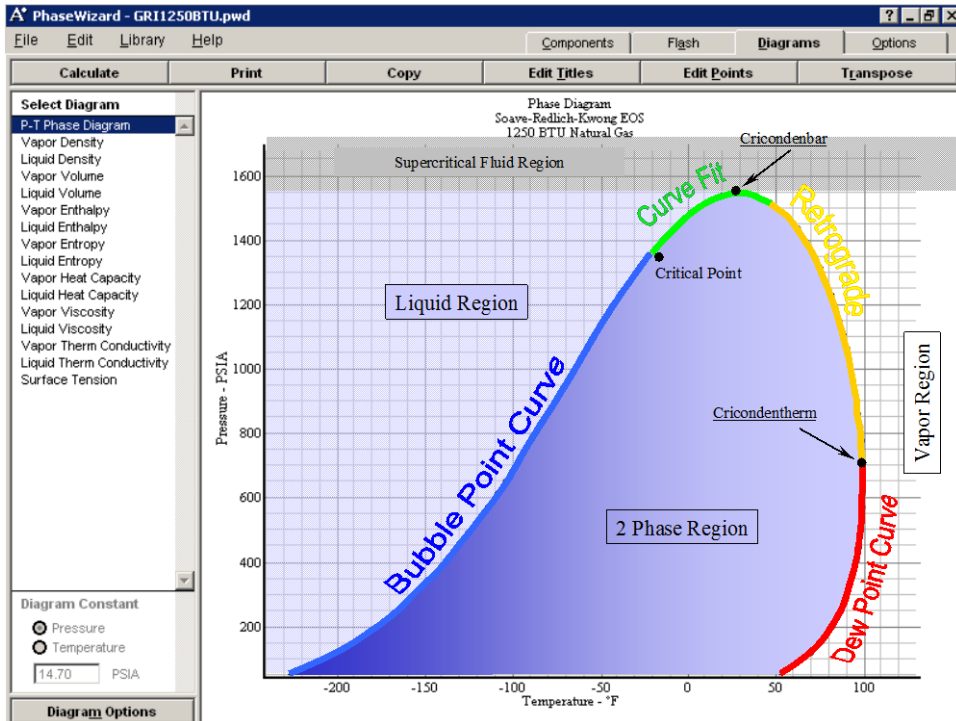 PhaseWizard - GRI1250BTU.pwd
File Edit Library Help
Components Flash Diagrams Options
Calculate Print Copy Edit Titles Edit Points Transpose
Select Diagram
P-T Phase Diagram
Vapor Density
Liquid Density
Vapor Volume
Liquid Volume
Vapor Enthalpy
Liquid Enthalpy
Vapor Entropy
Liquid Entropy
Vapor Heat Capacity
Liquid Heat Capacity
Vapor Viscosity
Liquid Viscosity
Vapor Therm Conductivity
Liquid Therm Conductivity
Surface Tension
Diagram Constant
Pressure
Temperature
14.70 PSIA
Diagram Options
Phase Diagram
Soave-Redlich-Kwong EOS
1250 BTU Natural Gas
Cricondenbar
Supercritical Fluid Region
Curve Fit
Retrograde
Critical Point
Liquid Region
Bubble Point Curve
Cricondentherm
Vapor Region
2 Phase Region
Dew Point Curve
Pressure - PSIA
1600
1400
1200
1000
800
600
400
200
-200 -150 -100 -50 0 50 100
Temperature - °F